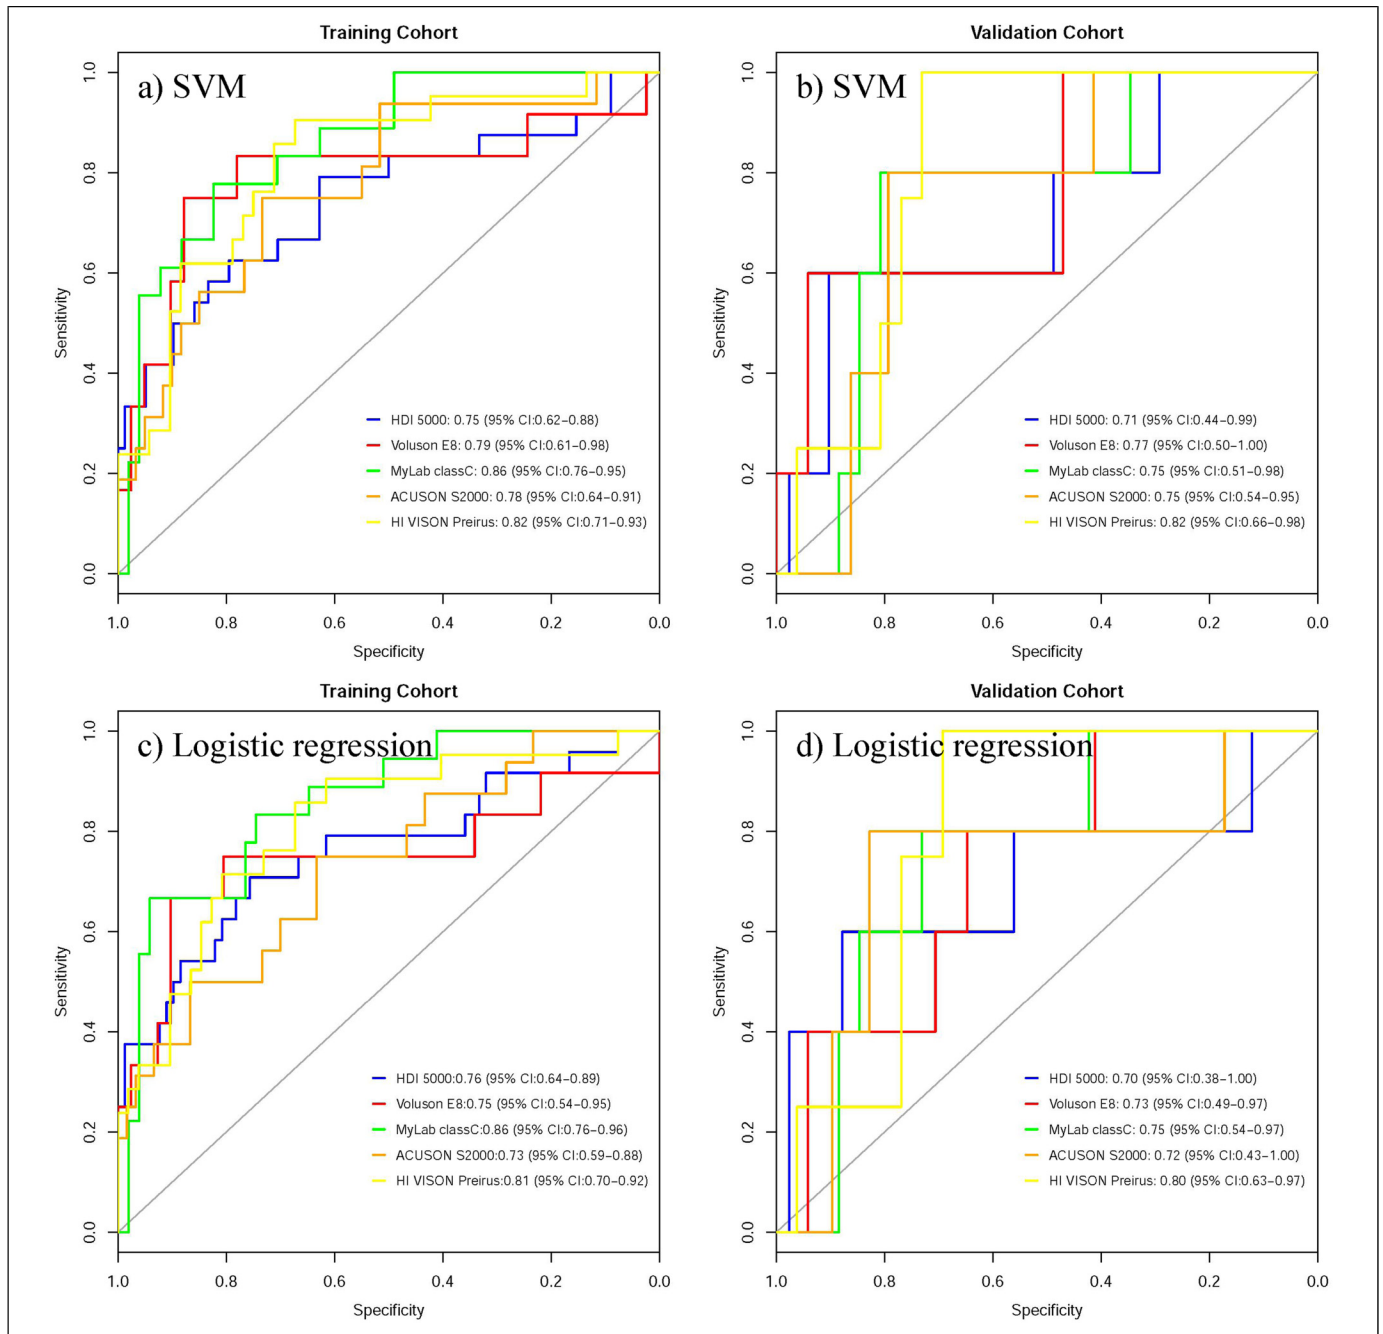 Training Cohort
a) SVM
Sensitivity
0.0 0.2 0.4 0.6 0.8 1.0
HDI 5000: 0.75 (95% CI:0.62–0.88)
Voluson E8: 0.79 (95% CI:0.61–0.98)
MyLab classC: 0.86 (95% CI:0.76–0.95)
ACUSON S2000: 0.78 (95% CI:0.64–0.91)
HI VISON Preirus: 0.82 (95% CI:0.71–0.93)
1.0 0.8 0.6 0.4 0.2 0.0
Specificity
Validation Cohort
b) SVM
Sensitivity
0.0 0.2 0.4 0.6 0.8 1.0
HDI 5000: 0.71 (95% CI:0.44–0.99)
Voluson E8: 0.77 (95% CI:0.50–1.00)
MyLab classC: 0.75 (95% CI:0.51–0.98)
ACUSON S2000: 0.75 (95% CI:0.54–0.95)
HI VISON Preirus: 0.82 (95% CI:0.66–0.98)
1.0 0.8 0.6 0.4 0.2 0.0
Specificity
Training Cohort
c) Logistic regression
Sensitivity
0.0 0.2 0.4 0.6 0.8 1.0
HDI 5000:0.76 (95% CI:0.64–0.89)
Voluson E8:0.75 (95% CI:0.54–0.95)
MyLab classC:0.86 (95% CI:0.76–0.96)
ACUSON S2000:0.73 (95% CI:0.59–0.88)
HI VISON Preirus:0.81 (95% CI:0.70–0.92)
1.0 0.8 0.6 0.4 0.2 0.0
Specificity
Validation Cohort
d) Logistic regression
Sensitivity
0.0 0.2 0.4 0.6 0.8 1.0
HDI 5000: 0.70 (95% CI:0.38–1.00)
Voluson E8: 0.73 (95% CI:0.49–0.97)
MyLab classC: 0.75 (95% CI:0.54–0.97)
ACUSON S2000: 0.72 (95% CI:0.43–1.00)
HI VISON Preirus: 0.80 (95% CI:0.63–0.97)
1.0 0.8 0.6 0.4 0.2 0.0
Specificity